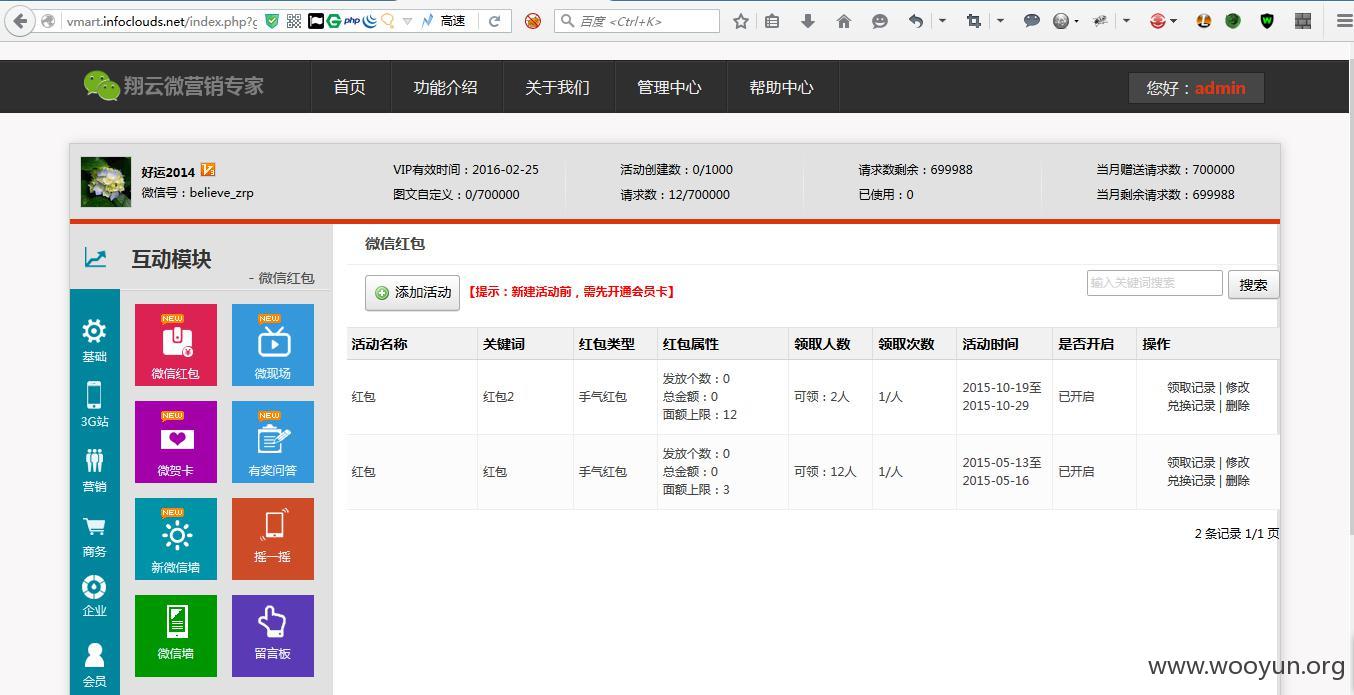 vmart.infoclouds.net/index.php?c
php
高速
百度 <Ctrl+K>
翔云微营销专家
首页
功能介绍
关于我们
管理中心
帮助中心
您好：admin
好运2014
微信号：believe_zrp
VIP有效时间：2016-02-25
图文自定义：0/700000
活动创建数：0/1000
请求数：12/700000
请求数剩余：699988
已使用：0
当月赠送请求数：700000
当月剩余请求数：699988
互动模块
- 微信红包
基础
3G站
营销
商务
企业
会员
NEW
微信红包
NEW
微现场
NEW
微贺卡
NEW
有奖问答
NEW
新微信墙
摇一摇
微信墙
留言板
微信红包
添加活动
【提示：新建活动前，需先开通会员卡】
输入关键词搜索
搜索
活动名称 关键词 红包类型 红包属性 领取人数 领取次数 活动时间 是否开启 操作
红包 红包2 手气红包
发放个数：0
总金额：0
面额上限：12
可领：2人 1/人
2015-10-19至
2015-10-29
已开启
领取记录 | 修改
兑换记录 | 删除
红包 红包 手气红包
发放个数：0
总金额：0
面额上限：3
可领：12人 1/人
2015-05-13至
2015-05-16
已开启
领取记录 | 修改
兑换记录 | 删除
2 条记录 1/1 页
www.wooyun.org